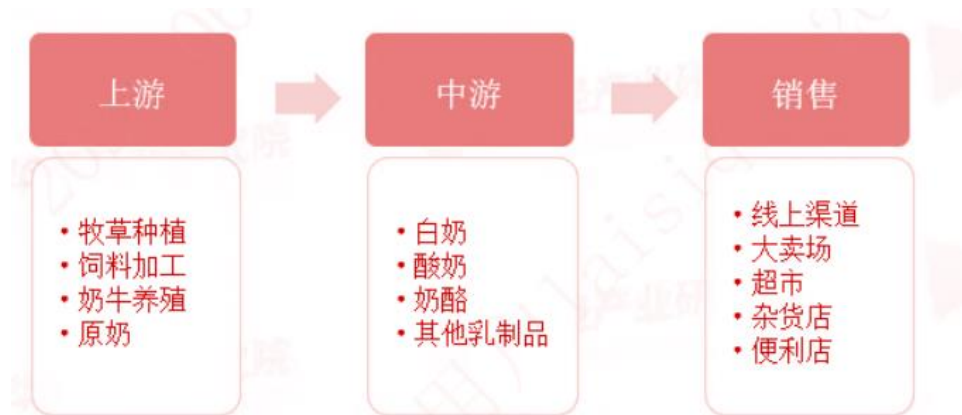 上游
中游
销售
• 牧草种植
• 饲料加工
• 奶牛养殖
• 原奶
• 白奶
• 酸奶
• 奶酪
• 其他乳制品
• 线上渠道
• 大卖场
• 超市
• 杂货店
• 便利店